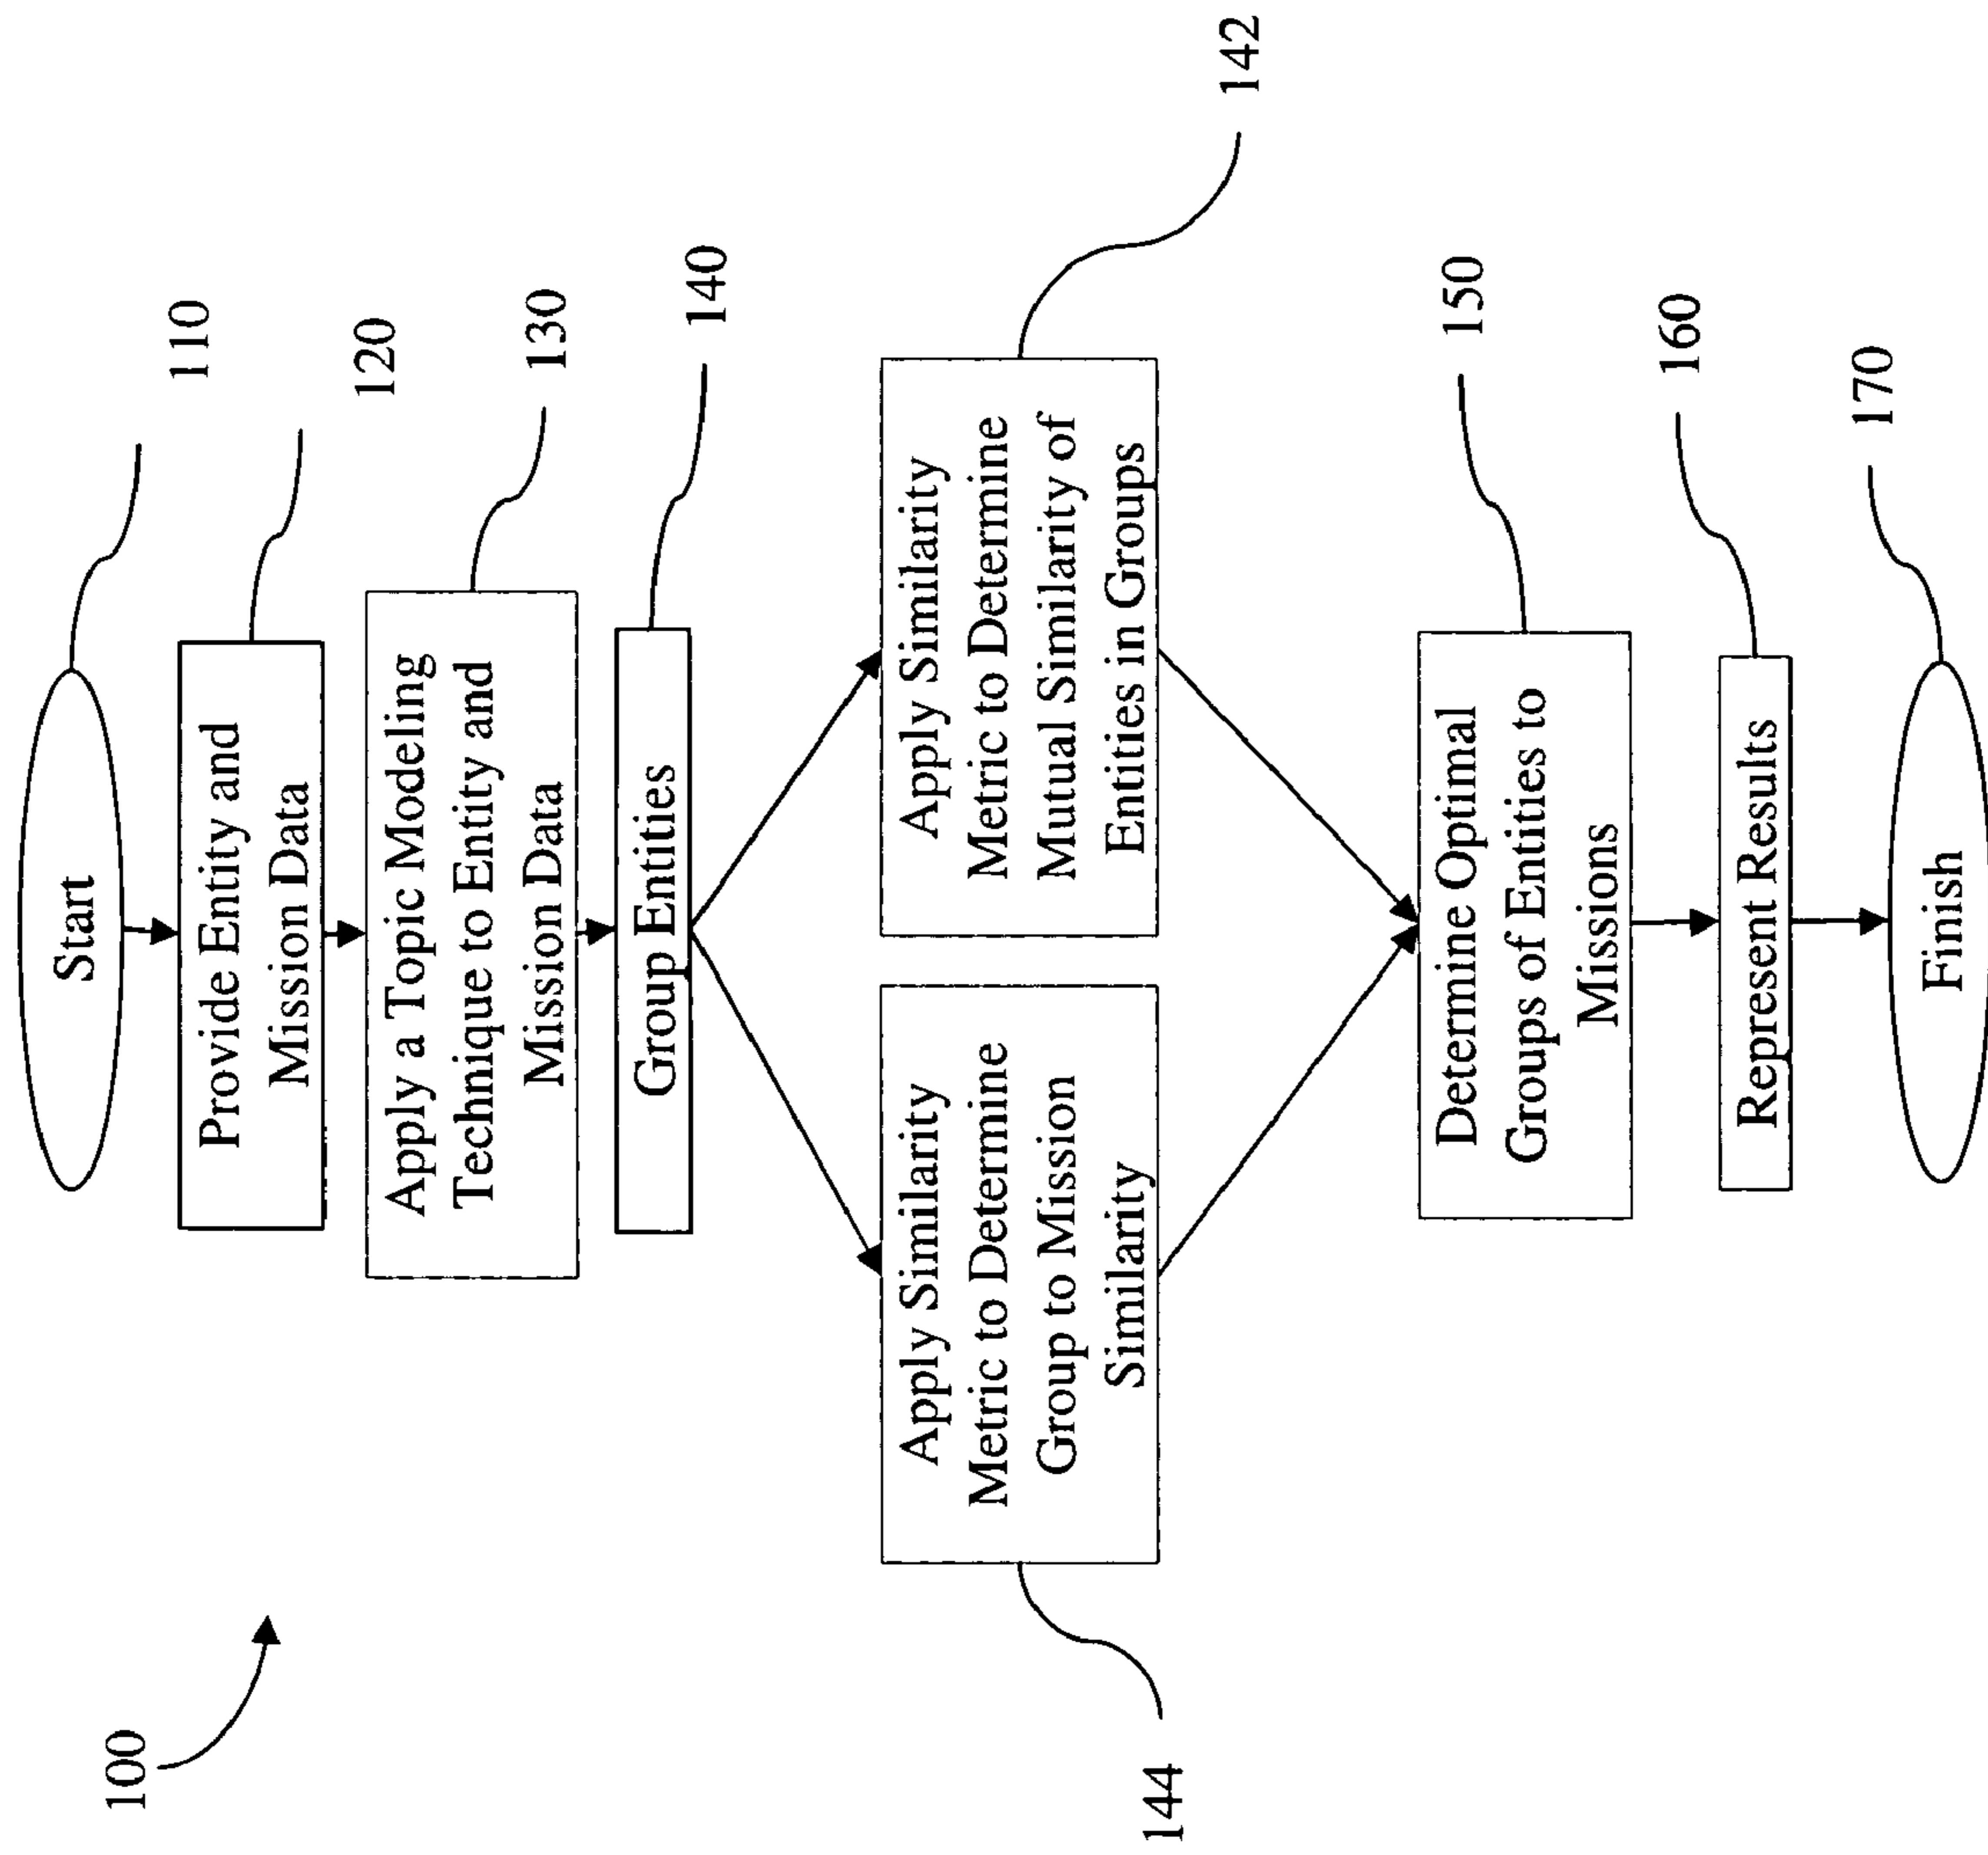 100
Start
110
Provide Entity and
Mission Data
120
Apply a Topic Modeling
Technique to Entity and
Mission Data
130
Group Entities
140
Apply Similarity
Metric to Determine
Group to Mission
Similarity
144
Apply Similarity
Metric to Determine
Mutual Similarity of
Entities in Groups
142
Determine Optimal
Groups of Entities to
Missions
150
Represent Results
160
Finish
170